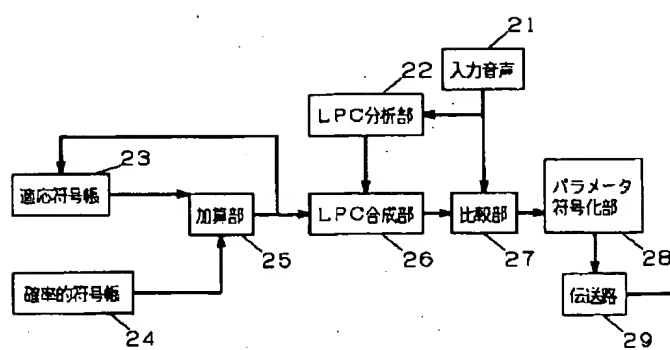 21
入力音声
22
LPC分析部
23
適応符号帳
加算部
25
LPC合成部
26
比較部
27
パラメータ
符号化部
28
確率的符号帳
24
伝送路
29